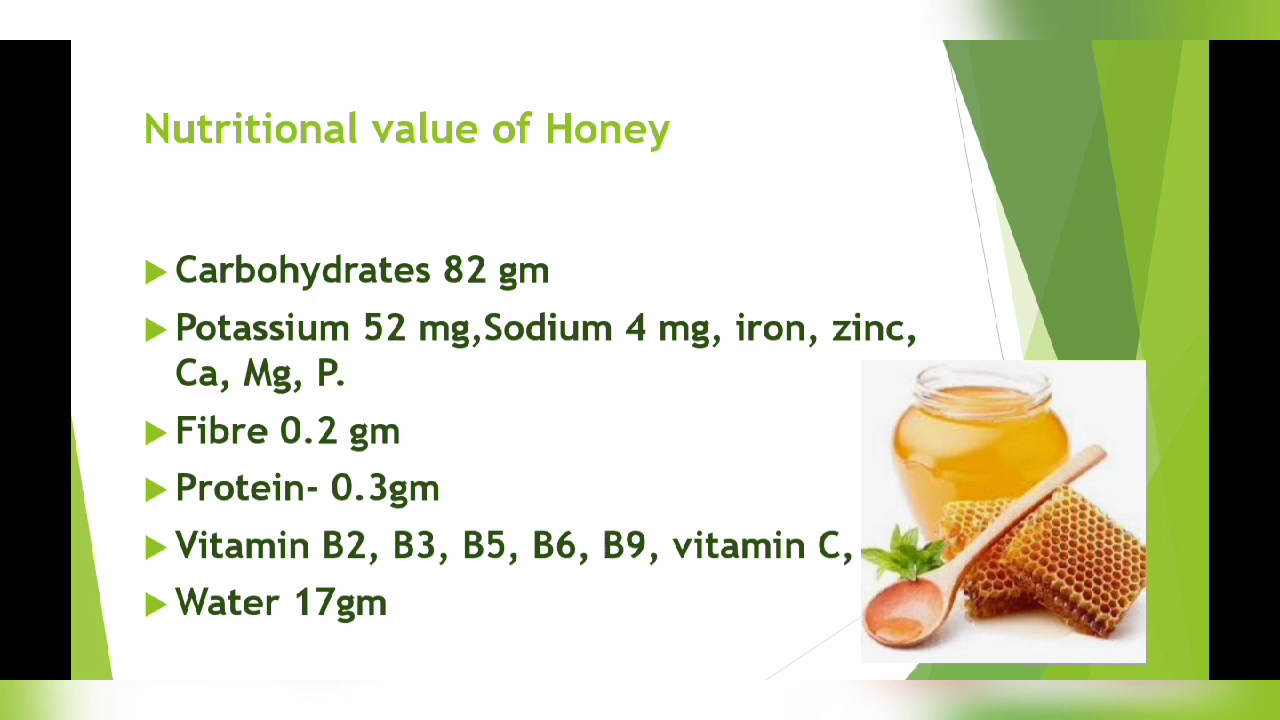 Nutritional value of Honey
Carbohydrates 82 gm
Potassium 52 mg,Sodium 4 mg, iron, zinc,
Ca, Mg, P.
Fibre 0.2 gm
Protein- 0.3gm
Vitamin B2, B3, B5, B6, B9, vitamin C,
Water 17gm